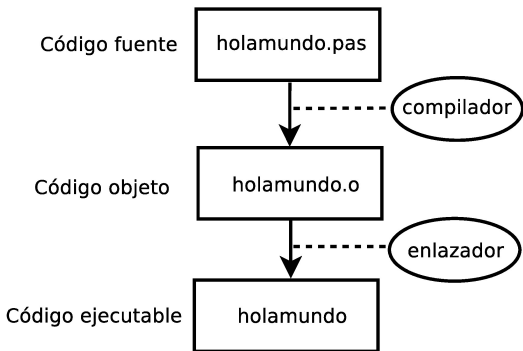 Código fuente
holamundo.pas
compilador
Código objeto
holamundo.o
enlazador
Código ejecutable
holamundo